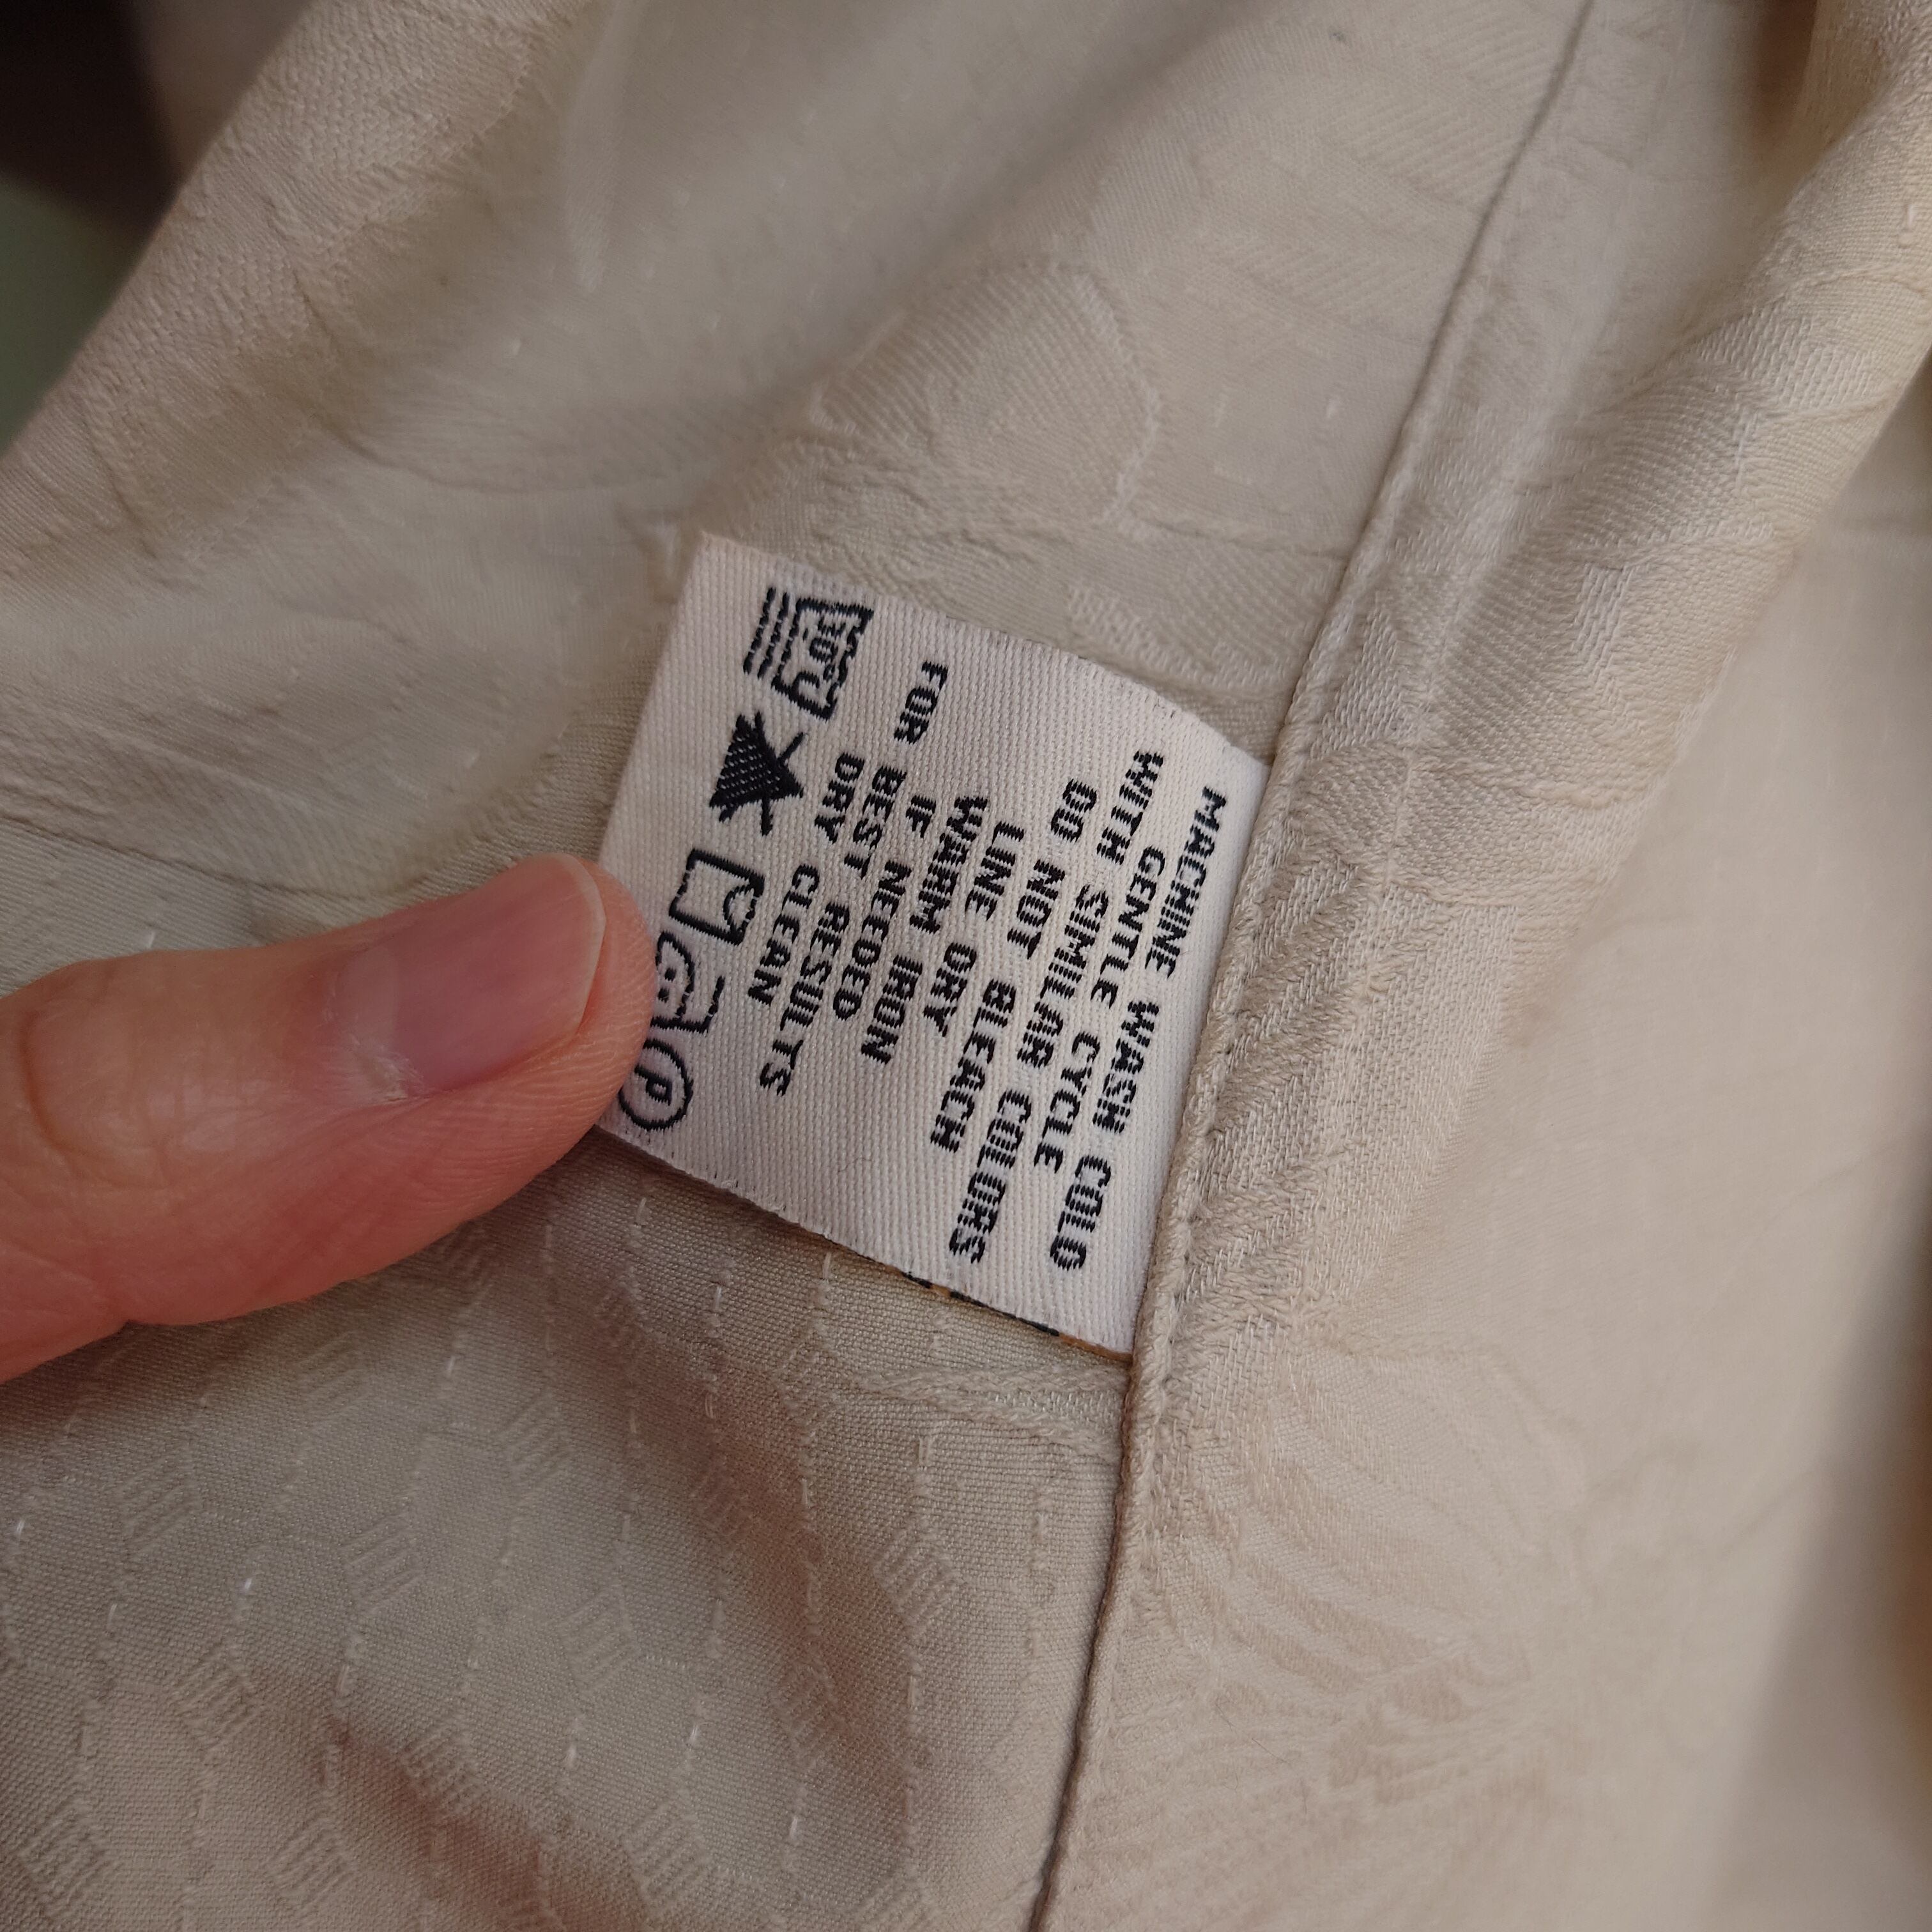 MACHINE WASH COLD
GENTLE CYCLE
WITH SIMILAR COLORS
DO NOT BLEACH
LINE DRY
WARM IRON
IF NEEDED
FOR BEST RESULTS
DRY CLEAN
P